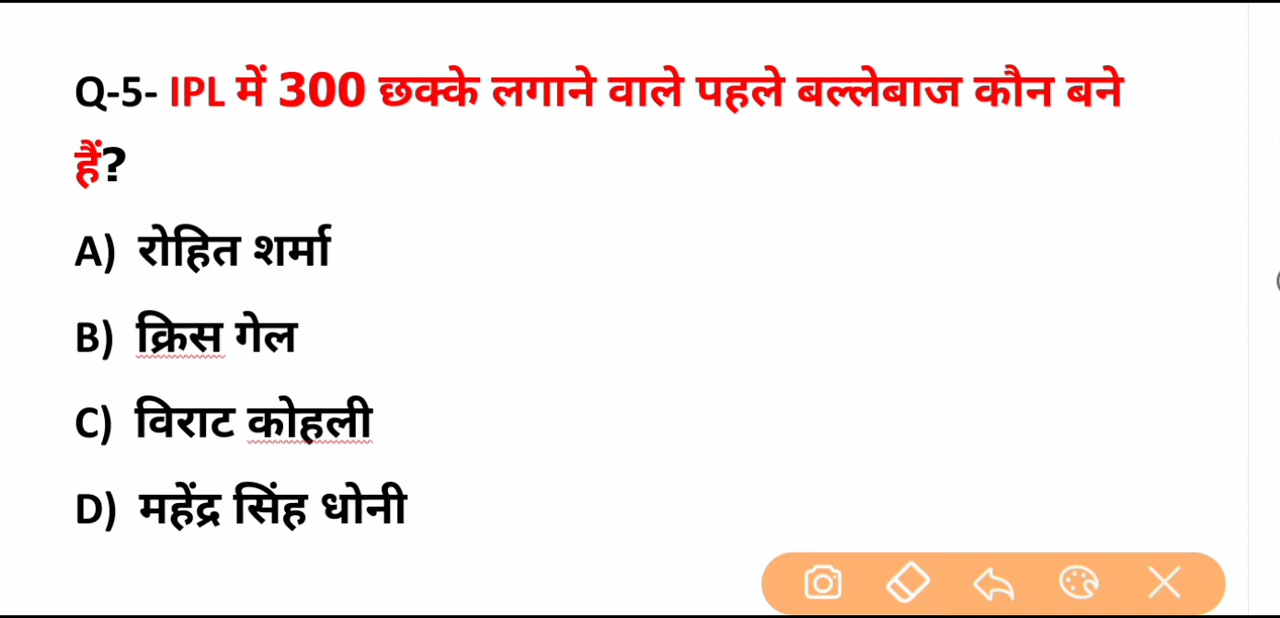 Q-5- IPL में 300 छक्के लगाने वाले पहले बल्लेबाज कौन बने
हैं?
A) रोहित शर्मा
B) क्रिस गेल
C) विराट कोहली
D) महेंद्र सिंह धोनी